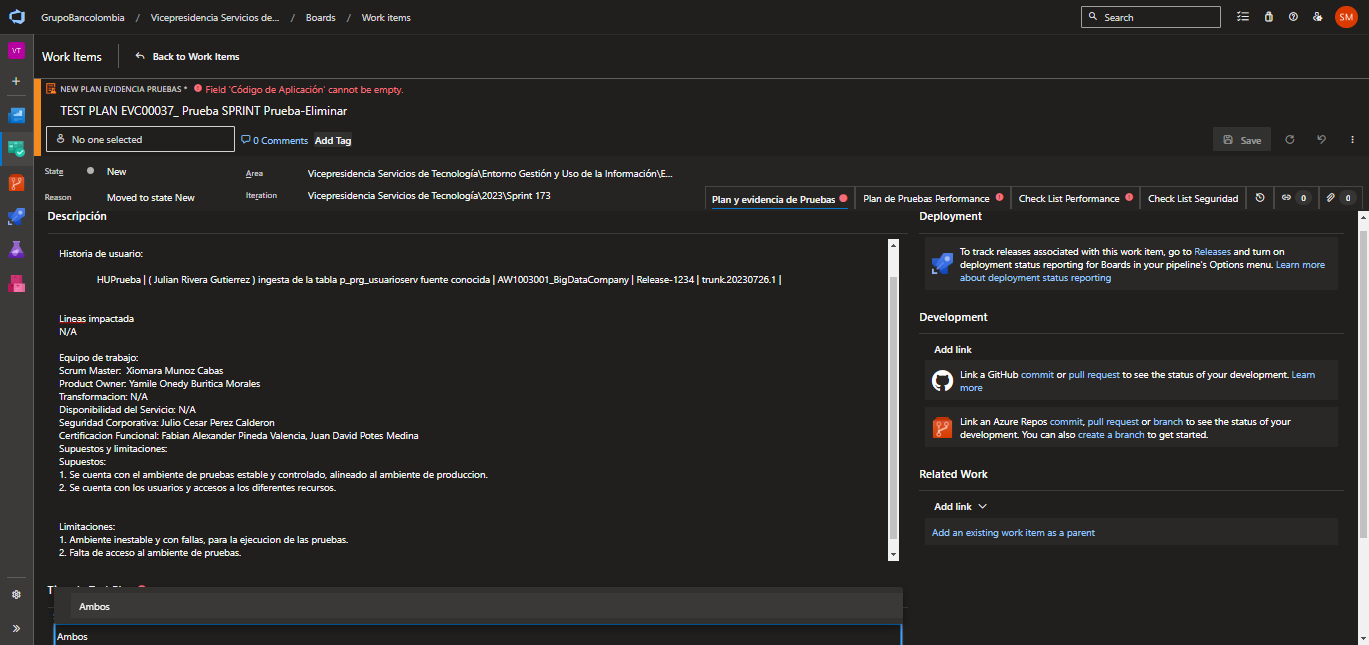 GrupoBancolombia / Vicepresidencia Servicios de... / Boards / Work items
Search
SM
VT
Work Items
Back to Work Items
NEW PLAN EVIDENCIA PRUEBAS * Field 'Código de Aplicación' cannot be empty.
TEST PLAN EVC00037_ Prueba SPRINT Prueba-Eliminar
No one selected
0 Comments
Add Tag
Save
State
New
Area
Vicepresidencia Servicios de Tecnología\Entorno Gestión y Uso de la Información\E...
Reason
Moved to state New
Iteration
Vicepresidencia Servicios de Tecnología\2023\Sprint 173
Plan y evidencia de Pruebas
Plan de Pruebas Performance
Check List Performance
Check List Seguridad
0
0
Descripción
Historia de usuario:
HUPrueba | ( Julian Rivera Gutierrez ) ingesta de la tabla p_prg_usuarioserv fuente conocida | AW1003001_BigDataCompany | Release-1234 | trunk.20230726.1 |
Lineas impactada
N/A
Equipo de trabajo:
Scrum Master: Xiomara Munoz Cabas
Product Owner: Yamile Onedy Buritica Morales
Transformacion: N/A
Disponibilidad del Servicio: N/A
Seguridad Corporativa: Julio Cesar Perez Calderon
Certificacion Funcional: Fabian Alexander Pineda Valencia, Juan David Potes Medina
Supuestos y limitaciones:
Supuestos:
1. Se cuenta con el ambiente de pruebas estable y controlado, alineado al ambiente de produccion.
2. Se cuenta con los usuarios y accesos a los diferentes recursos.
Limitaciones:
1. Ambiente inestable y con fallas, para la ejecucion de las pruebas.
2. Falta de acceso al ambiente de pruebas.
Ambos
Ambos
Deployment
To track releases associated with this work item, go to Releases and turn on
deployment status reporting for Boards in your pipeline's Options menu. Learn more
about deployment status reporting
Development
Add link
Link a GitHub commit or pull request to see the status of your development. Learn
more
Link an Azure Repos commit, pull request or branch to see the status of your
development. You can also create a branch to get started.
Related Work
Add link
Add an existing work item as a parent